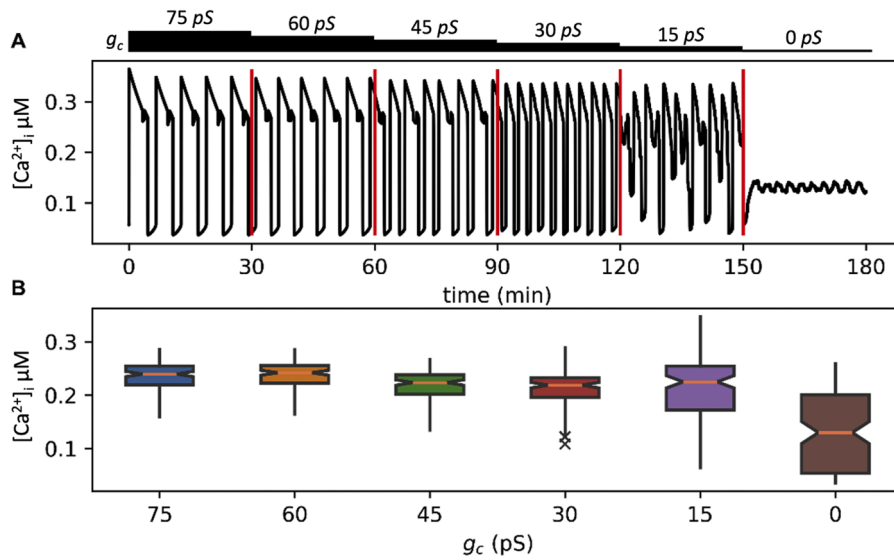 A
g_c
75 pS
60 pS
45 pS
30 pS
15 pS
0 pS
[Ca²⁺]ᵢ μM
0.3
0.2
0.1
0 30 60 90 120 150 180
time (min)
B
[Ca²⁺]ᵢ μM
0.3
0.2
0.1
75 60 45 30 15 0
g_c (pS)